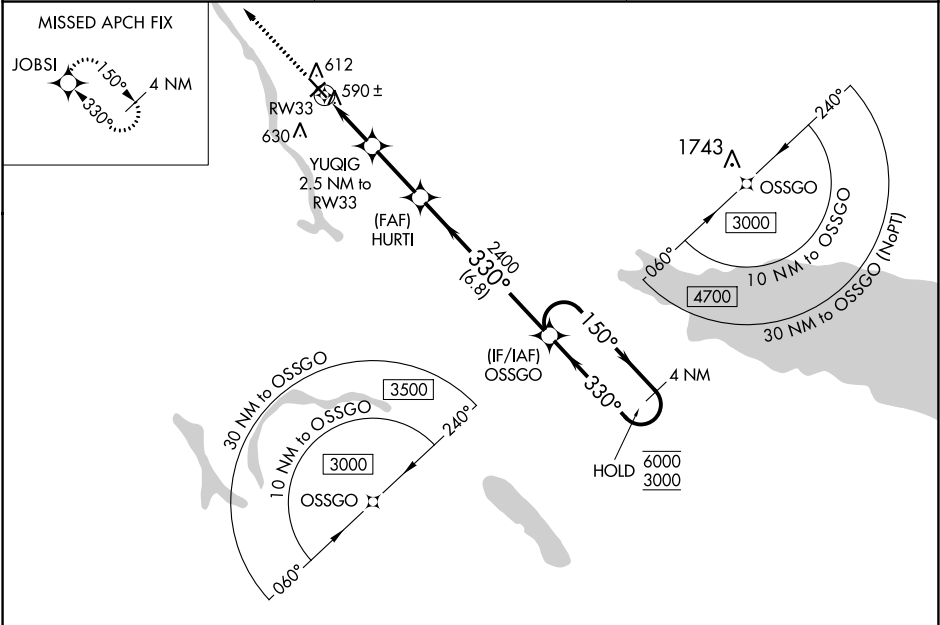 MISSED APCH FIX
JOBSI
150°
330°
4 NM
612
590 ±
RW33
630
YUQIG
2.5 NM to
RW33
(FAF)
HURTI
2400
330°
(6.8)
(IF/IAF)
OSSGO
150°
330°
4 NM
HOLD
6000
3000
240°
1743
OSSGO
3000
060°
10 NM to OSSGO
4700
30 NM to OSSGO (NoPT)
30 NM to OSSGO
3500
10 NM to OSSGO
240°
3000
OSSGO
060°